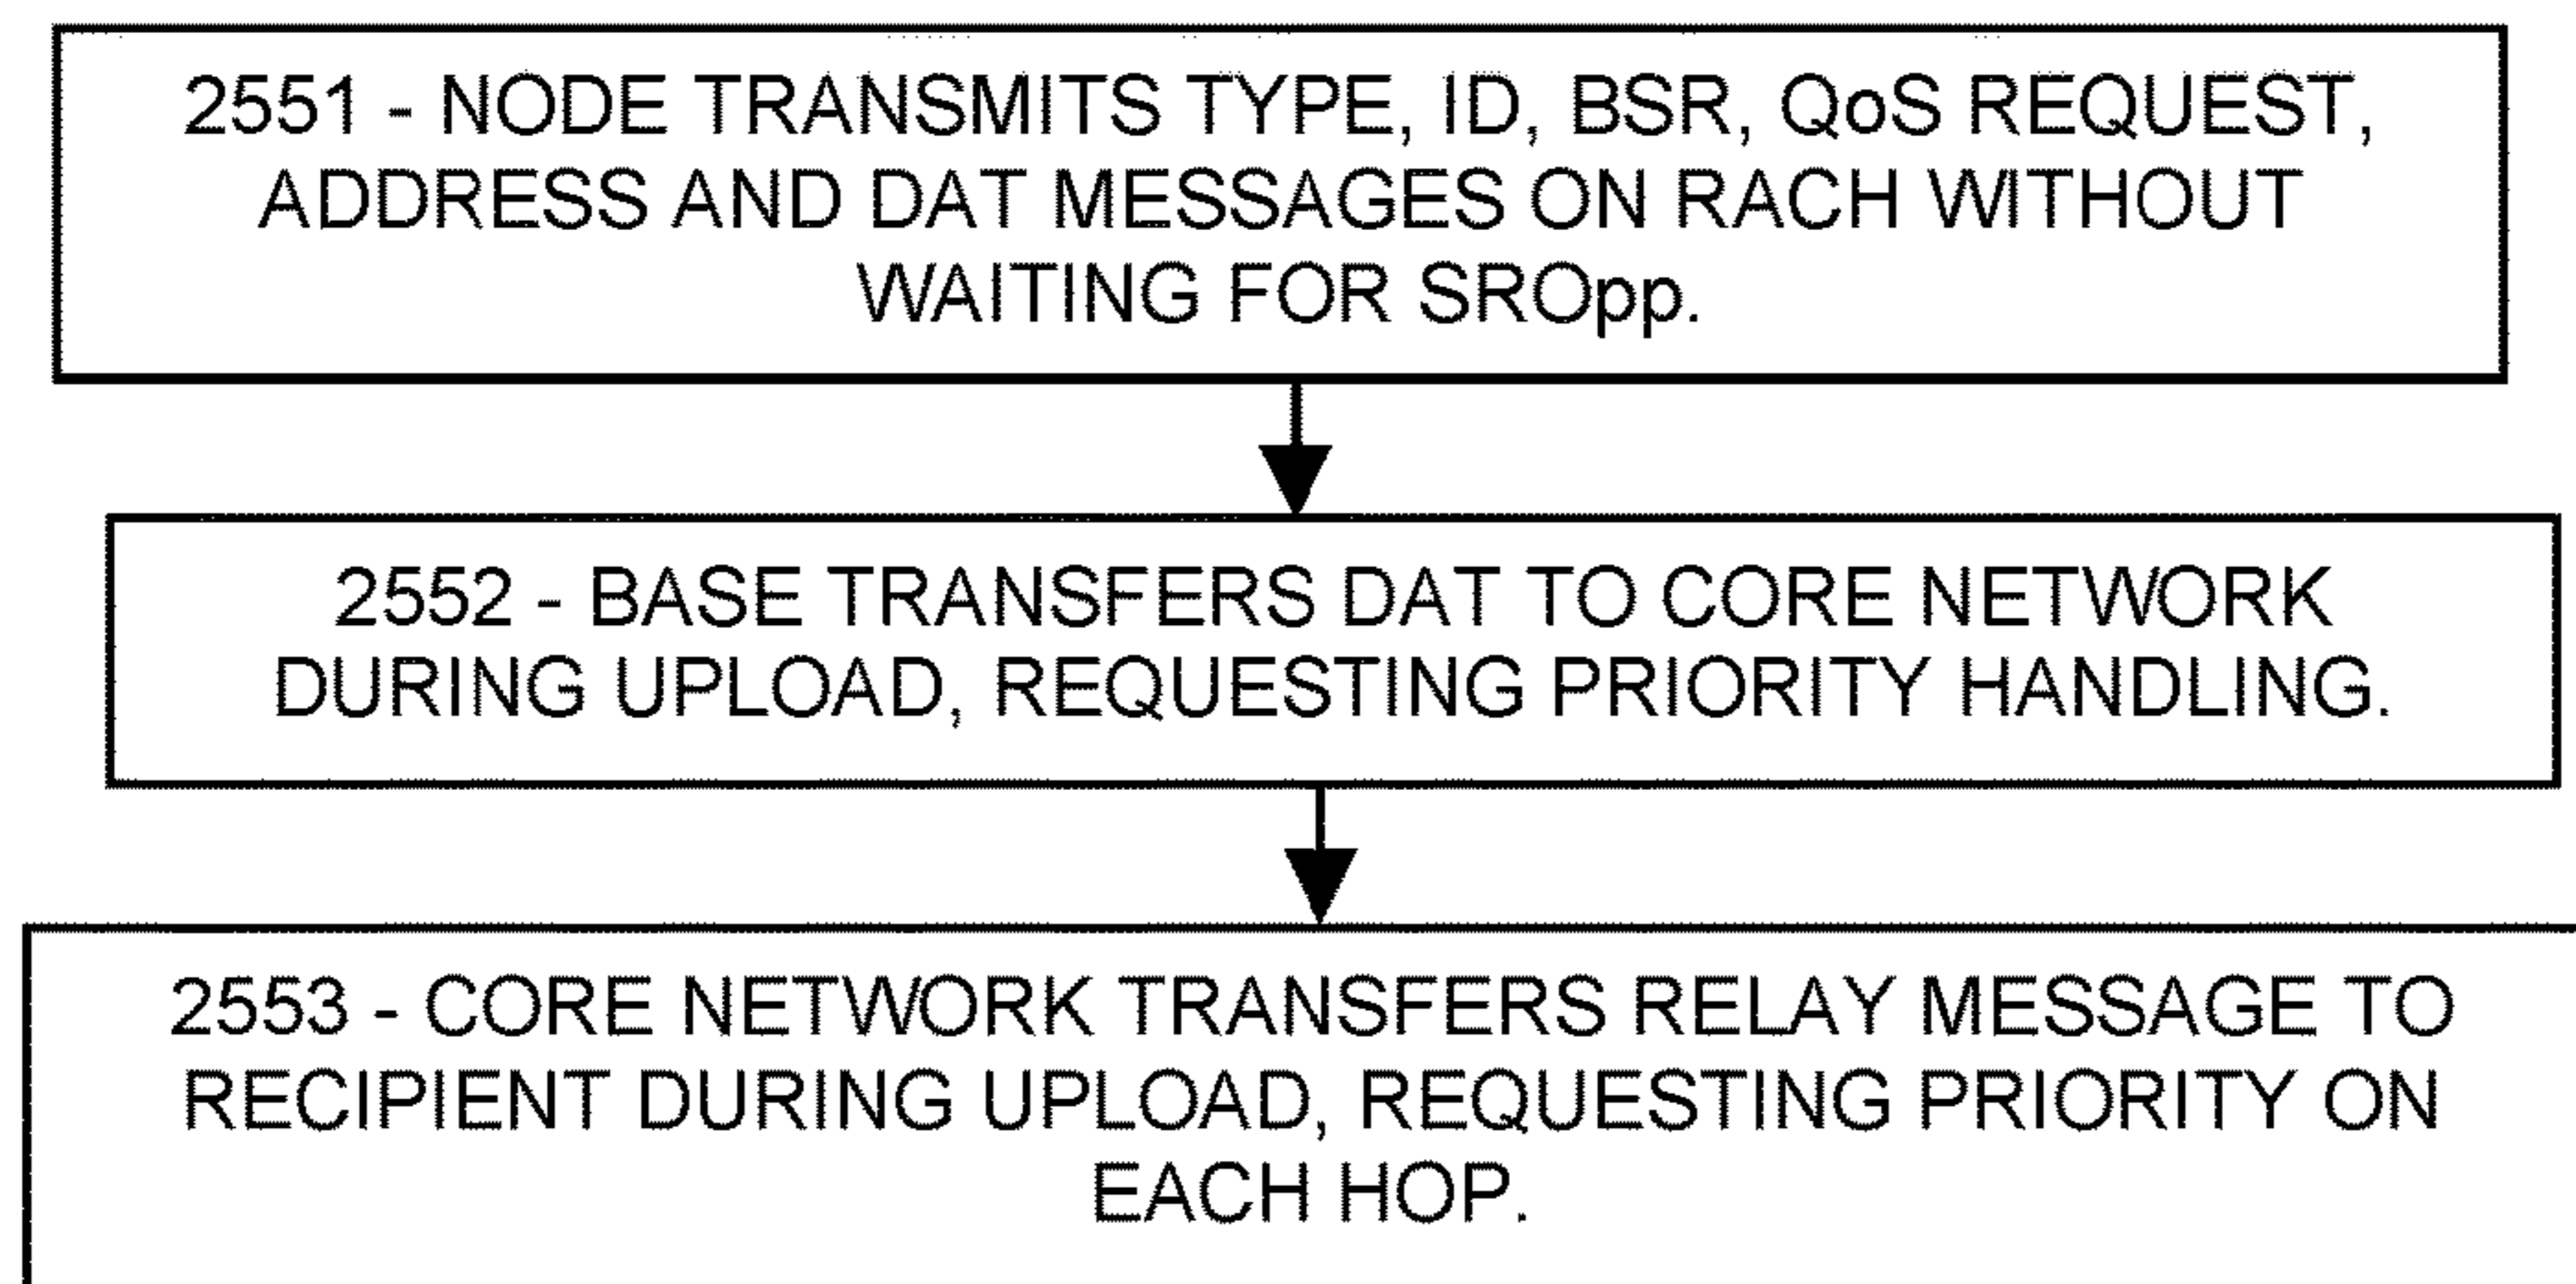 2551 - NODE TRANSMITS TYPE, ID, BSR, QoS REQUEST,
ADDRESS AND DAT MESSAGES ON RACH WITHOUT
WAITING FOR SROpp.
2552 - BASE TRANSFERS DAT TO CORE NETWORK
DURING UPLOAD, REQUESTING PRIORITY HANDLING.
2553 - CORE NETWORK TRANSFERS RELAY MESSAGE TO
RECIPIENT DURING UPLOAD, REQUESTING PRIORITY ON
EACH HOP.